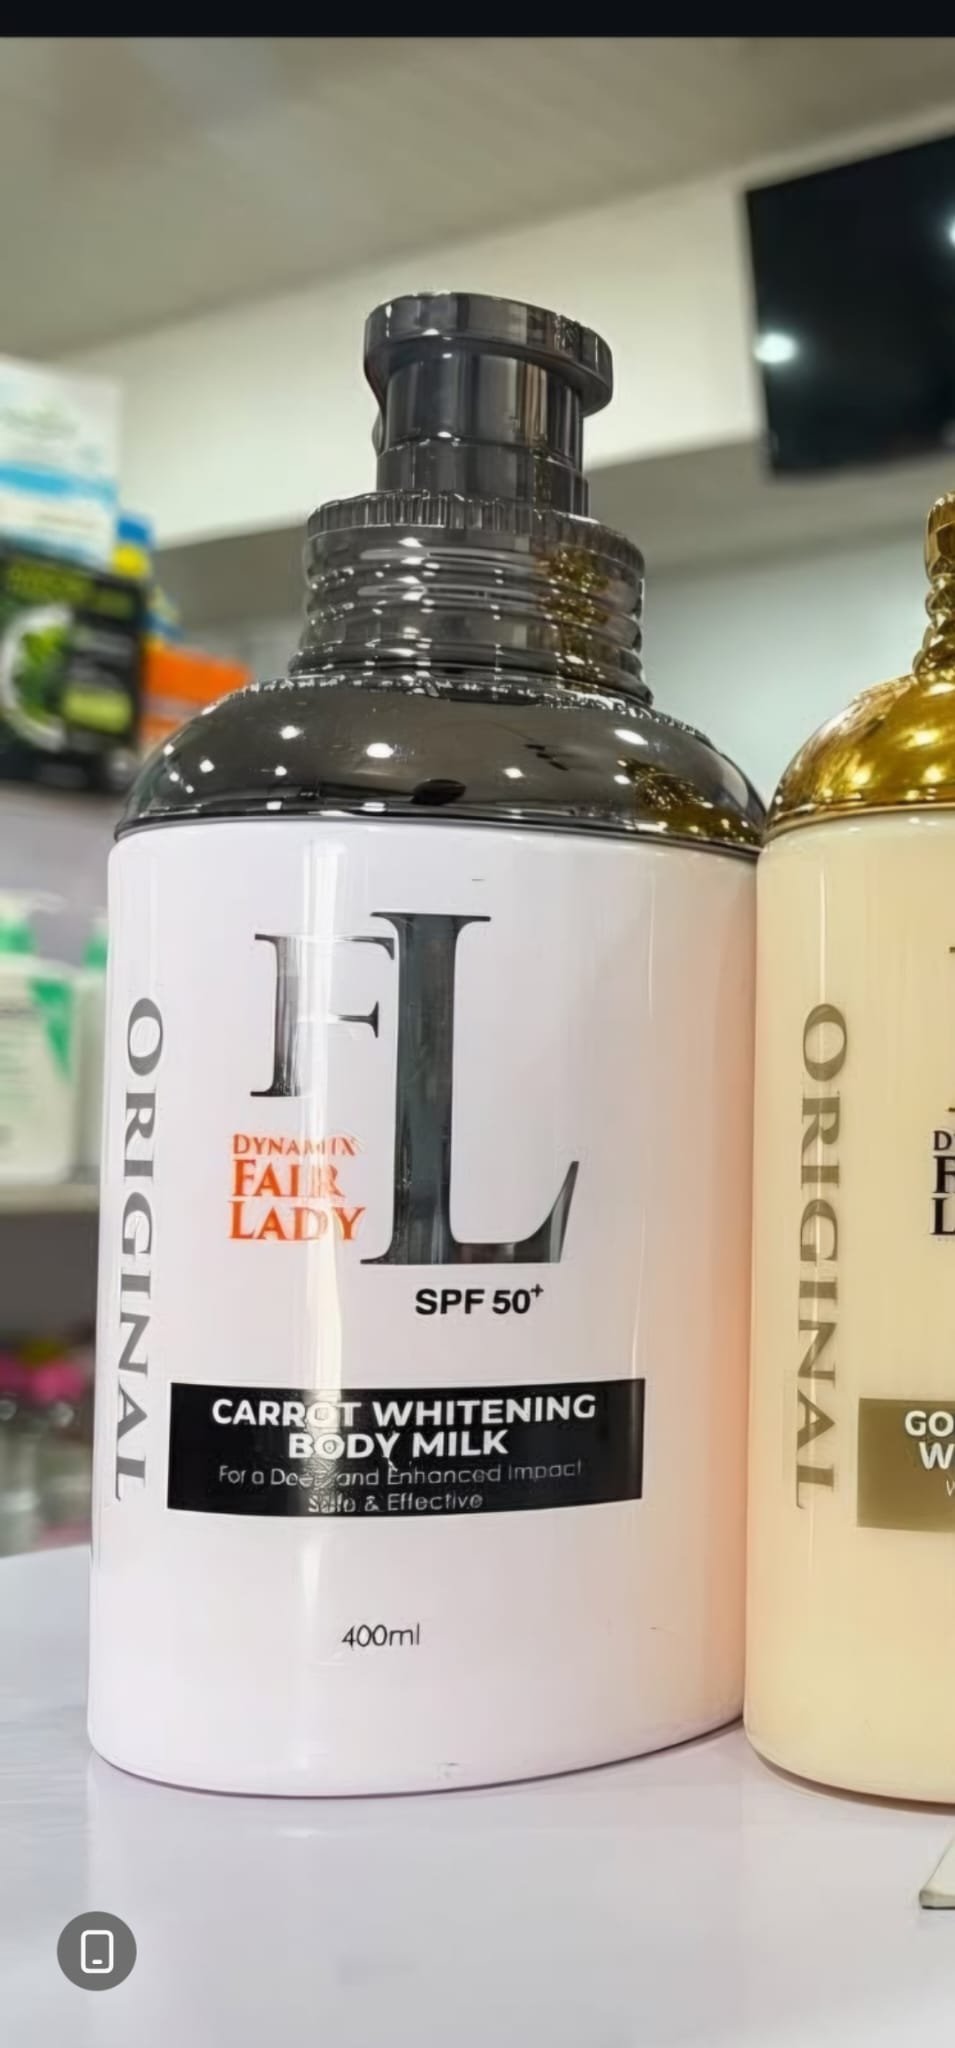 ORIGINAL
FL
DYNAMIX
FAIR
LADY
SPF 50+
CARROT WHITENING
BODY MILK
For a Deep and Enhanced Impact
Safe & Effective
400ml
ORIGINAL